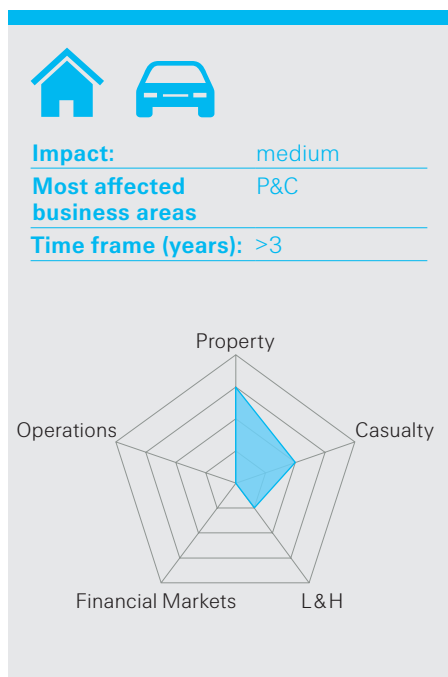 Impact: medium
Most affected P&C
business areas
Time frame (years): >3
Property
Operations Casualty
Financial Markets L&H